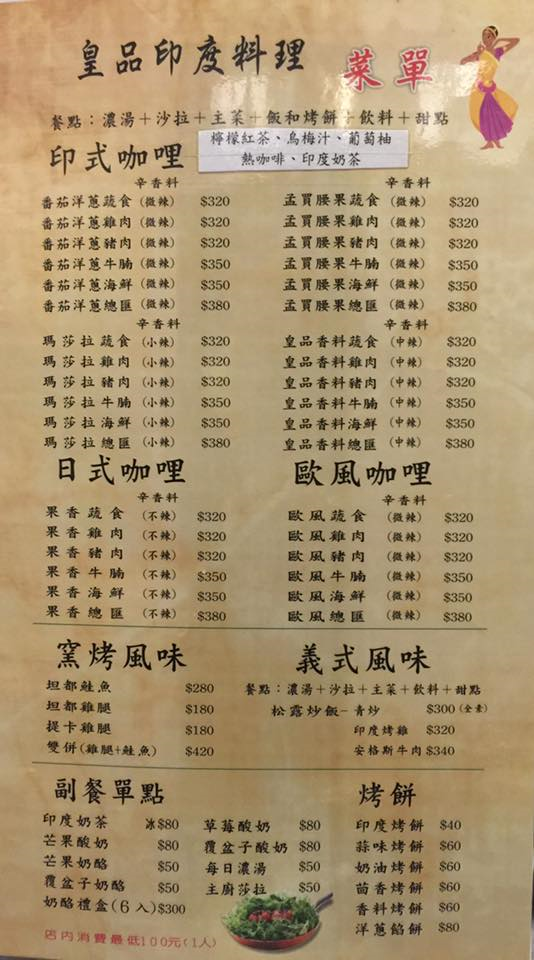 皇品印度料理 菜單
餐點：濃湯＋沙拉＋主菜＋飯和烤餅＋飲料＋甜點
檸檬紅茶、烏梅汁、葡萄柚
熱咖啡、印度奶茶
印式咖哩
辛香料
番茄洋蔥蔬食 (微辣) $320
番茄洋蔥雞肉 (微辣) $320
番茄洋蔥豬肉 (微辣) $320
番茄洋蔥牛腩 (微辣) $350
番茄洋蔥海鮮 (微辣) $350
番茄洋蔥總匯 (微辣) $380
辛香料
孟買腰果蔬食 (微辣) $320
孟買腰果雞肉 (微辣) $320
孟買腰果豬肉 (微辣) $320
孟買腰果牛腩 (微辣) $350
孟買腰果海鮮 (微辣) $350
孟買腰果總匯 (微辣) $380
辛香料
瑪莎拉蔬食 (小辣) $320
瑪莎拉雞肉 (小辣) $320
瑪莎拉豬肉 (小辣) $320
瑪莎拉牛腩 (小辣) $350
瑪莎拉海鮮 (小辣) $350
瑪莎拉總匯 (小辣) $380
辛香料
皇品香料蔬食 (中辣) $320
皇品香料雞肉 (中辣) $320
皇品香料豬肉 (中辣) $320
皇品香料牛腩 (中辣) $350
皇品香料海鮮 (中辣) $350
皇品香料總匯 (中辣) $380
日式咖哩
辛香料
果香蔬食 (不辣) $320
果香雞肉 (不辣) $320
果香豬肉 (不辣) $320
果香牛腩 (不辣) $350
果香海鮮 (不辣) $350
果香總匯 (不辣) $380
歐風咖哩
辛香料
歐風蔬食 (微辣) $320
歐風雞肉 (微辣) $320
歐風豬肉 (微辣) $320
歐風牛腩 (微辣) $350
歐風海鮮 (微辣) $350
歐風總匯 (微辣) $380
窯烤風味
坦都鮭魚 $280
坦都雞腿 $180
提卡雞腿 $180
雙併(雞腿+鮭魚) $420
義式風味
餐點：濃湯＋沙拉＋主菜＋飲料＋甜點
松露炒飯－青炒 $300 (全素)
印度烤雞 $320
安格斯牛肉 $340
副餐單點
印度奶茶 冰$80
芒果酸奶 $80
芒果奶酪 $50
覆盆子奶酪 $50
奶酪禮盒(6入) $300
草莓酸奶 $80
覆盆子酸奶 $80
每日濃湯 $50
主廚莎拉 $50
烤餅
印度烤餅 $40
蒜味烤餅 $60
奶油烤餅 $60
茴香烤餅 $60
香料烤餅 $60
洋蔥餡餅 $80
店內消費最低100元(1人)